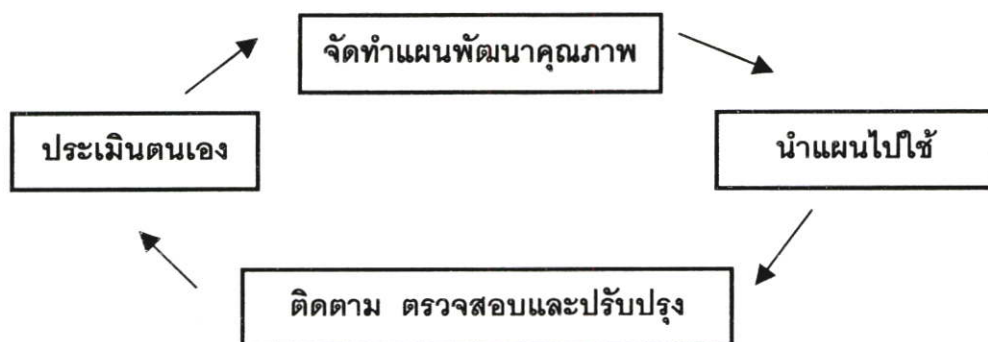 จัดทำแผนพัฒนาคุณภาพ
ประเมินตนเอง
นำแผนไปใช้
ติดตาม ตรวจสอบและปรับปรุง